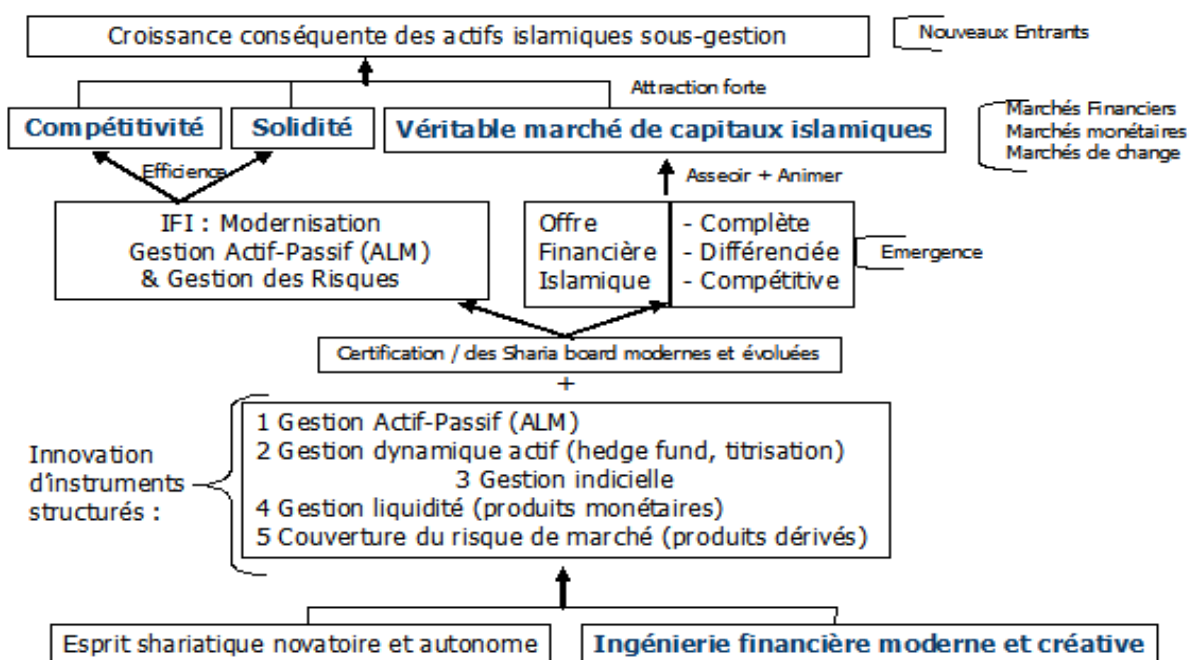 Croissance conséquente des actifs islamiques sous-gestion
Nouveaux Entrants
Attraction forte
Compétitivité
Solidité
Véritable marché de capitaux islamiques
Marchés Financiers
Marchés monétaires
Marchés de change
Efficience
Asseoir + Animer
IFI : Modernisation
Gestion Actif-Passif (ALM)
& Gestion des Risques
Offre
Financière
Islamique
- Complète
- Différenciée
- Compétitive
Emergence
Certification / des Sharia board modernes et évoluées
+
Innovation
d'instruments
structurés :
1 Gestion Actif-Passif (ALM)
2 Gestion dynamique actif (hedge fund, titrisation)
3 Gestion indicielle
4 Gestion liquidité (produits monétaires)
5 Couverture du risque de marché (produits dérivés)
Esprit shariatique novatoire et autonome
Ingénierie financière moderne et créative